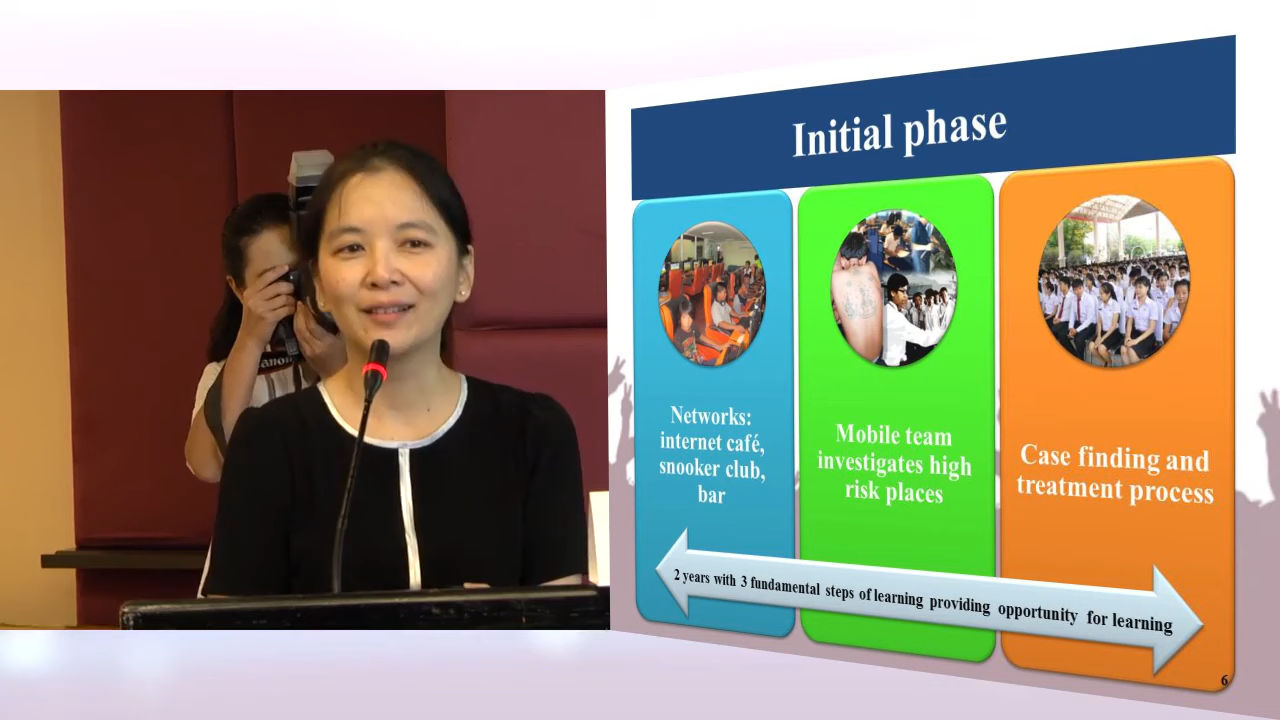 Initial phase
Networks:
internet café,
snooker club,
bar
Mobile team
investigates high
risk places
Case finding and
treatment process
2 years with 3 fundamental steps of learning providing opportunity for learning
6